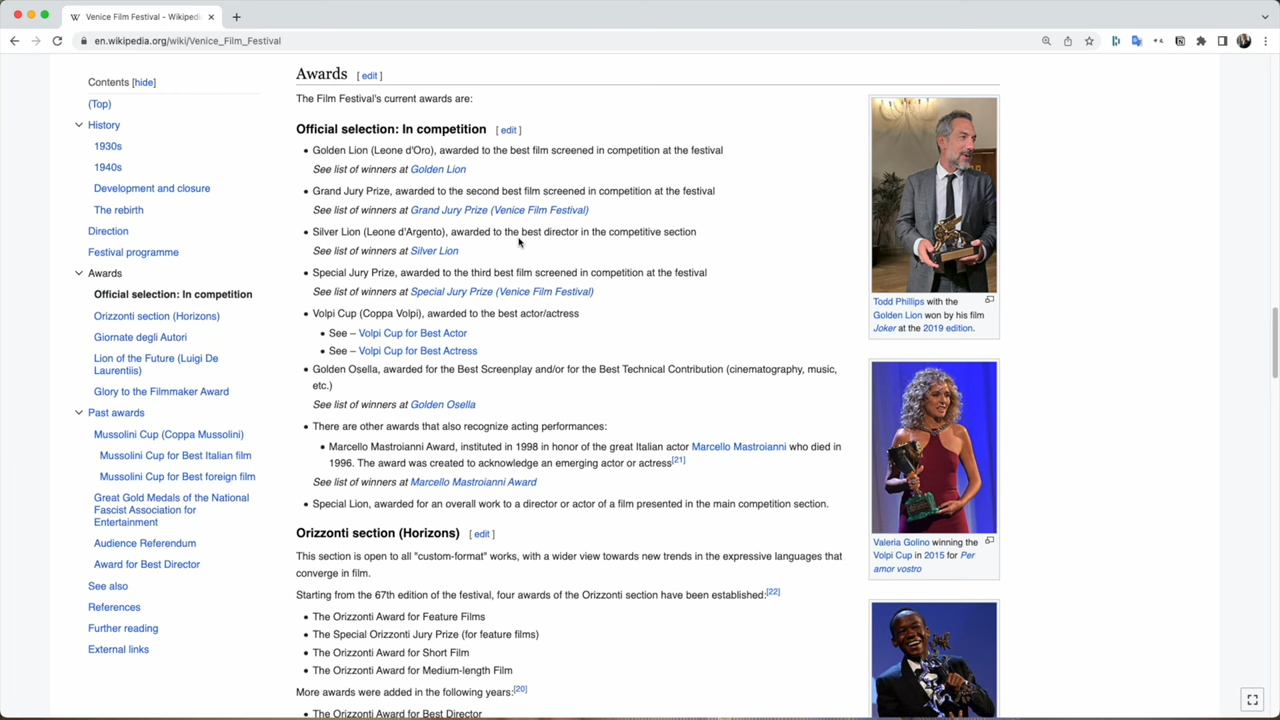 Venice Film Festival - Wikipedi
en.wikipedia.org/wiki/Venice_Film_Festival
Contents [hide]
(Top)
History
1930s
1940s
Development and closure
The rebirth
Direction
Festival programme
Awards
Official selection: In competition
Orizzonti section (Horizons)
Giornate degli Autori
Lion of the Future (Luigi De
Laurentiis)
Glory to the Filmmaker Award
Past awards
Mussolini Cup (Coppa Mussolini)
Mussolini Cup for Best Italian film
Mussolini Cup for Best foreign film
Great Gold Medals of the National
Fascist Association for
Entertainment
Audience Referendum
Award for Best Director
See also
References
Further reading
External links
Awards [ edit ]
The Film Festival's current awards are:
Official selection: In competition [ edit ]
• Golden Lion (Leone d'Oro), awarded to the best film screened in competition at the festival
See list of winners at Golden Lion
• Grand Jury Prize, awarded to the second best film screened in competition at the festival
See list of winners at Grand Jury Prize (Venice Film Festival)
• Silver Lion (Leone d'Argento), awarded to the best director in the competitive section
See list of winners at Silver Lion
• Special Jury Prize, awarded to the third best film screened in competition at the festival
See list of winners at Special Jury Prize (Venice Film Festival)
• Volpi Cup (Coppa Volpi), awarded to the best actor/actress
• See – Volpi Cup for Best Actor
• See – Volpi Cup for Best Actress
• Golden Osella, awarded for the Best Screenplay and/or for the Best Technical Contribution (cinematography, music,
etc.)
See list of winners at Golden Osella
• There are other awards that also recognize acting performances:
• Marcello Mastroianni Award, instituted in 1998 in honor of the great Italian actor Marcello Mastroianni who died in
1996. The award was created to acknowledge an emerging actor or actress[21]
See list of winners at Marcello Mastroianni Award
• Special Lion, awarded for an overall work to a director or actor of a film presented in the main competition section.
Orizzonti section (Horizons) [ edit ]
This section is open to all "custom-format" works, with a wider view towards new trends in the expressive languages that
converge in film.
Starting from the 67th edition of the festival, four awards of the Orizzonti section have been established:[22]
• The Orizzonti Award for Feature Films
• The Special Orizzonti Jury Prize (for feature films)
• The Orizzonti Award for Short Film
• The Orizzonti Award for Medium-length Film
More awards were added in the following years:[20]
• The Orizzonti Award for Best Director
Todd Phillips with the
Golden Lion won by his film
Joker at the 2019 edition.
Valeria Golino winning the
Volpi Cup in 2015 for Per
amor vostro